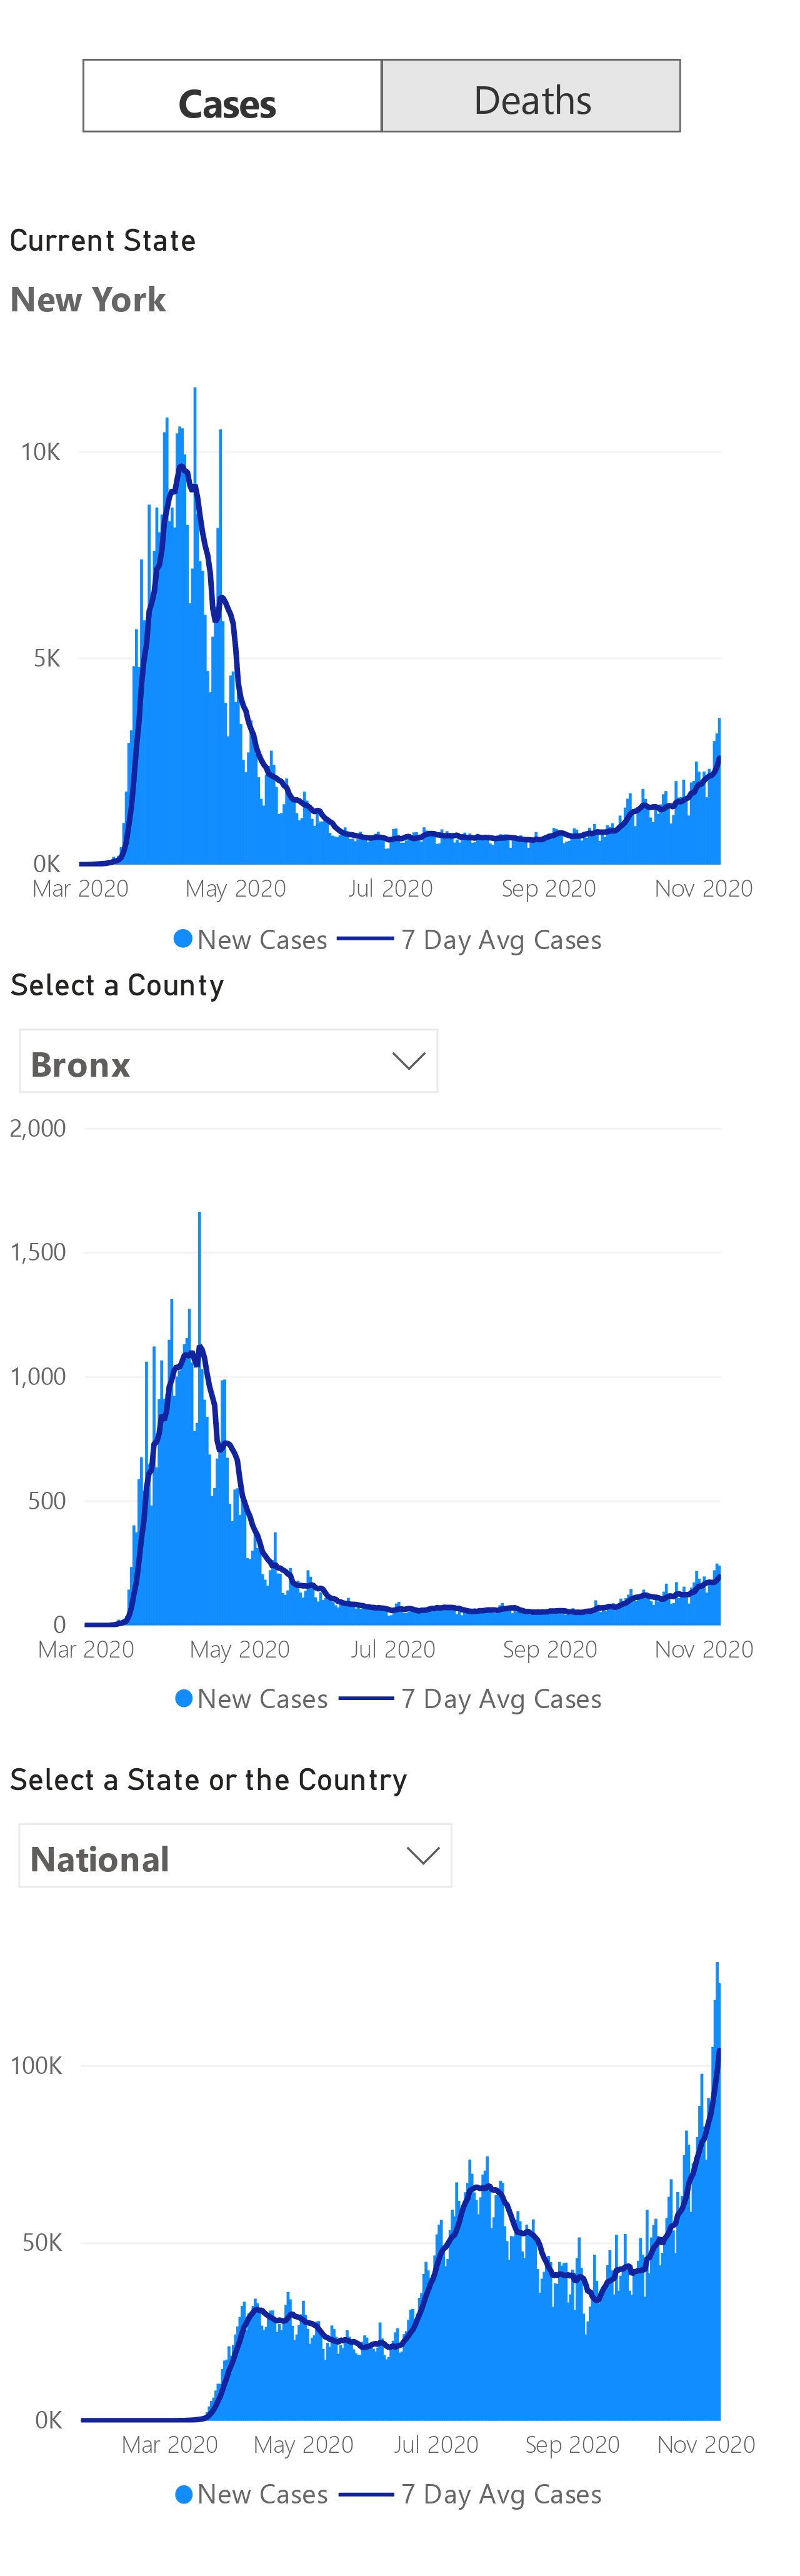 Cases Deaths
Current State
New York
10K
5K
0K
Mar 2020 May 2020 Jul 2020 Sep 2020 Nov 2020
New Cases 7 Day Avg Cases
Select a County
Bronx
2,000
1,500
1,000
500
0
Mar 2020 May 2020 Jul 2020 Sep 2020 Nov 2020
New Cases 7 Day Avg Cases
Select a State or the Country
National
100K
50K
0K
Mar 2020 May 2020 Jul 2020 Sep 2020 Nov 2020
New Cases 7 Day Avg Cases